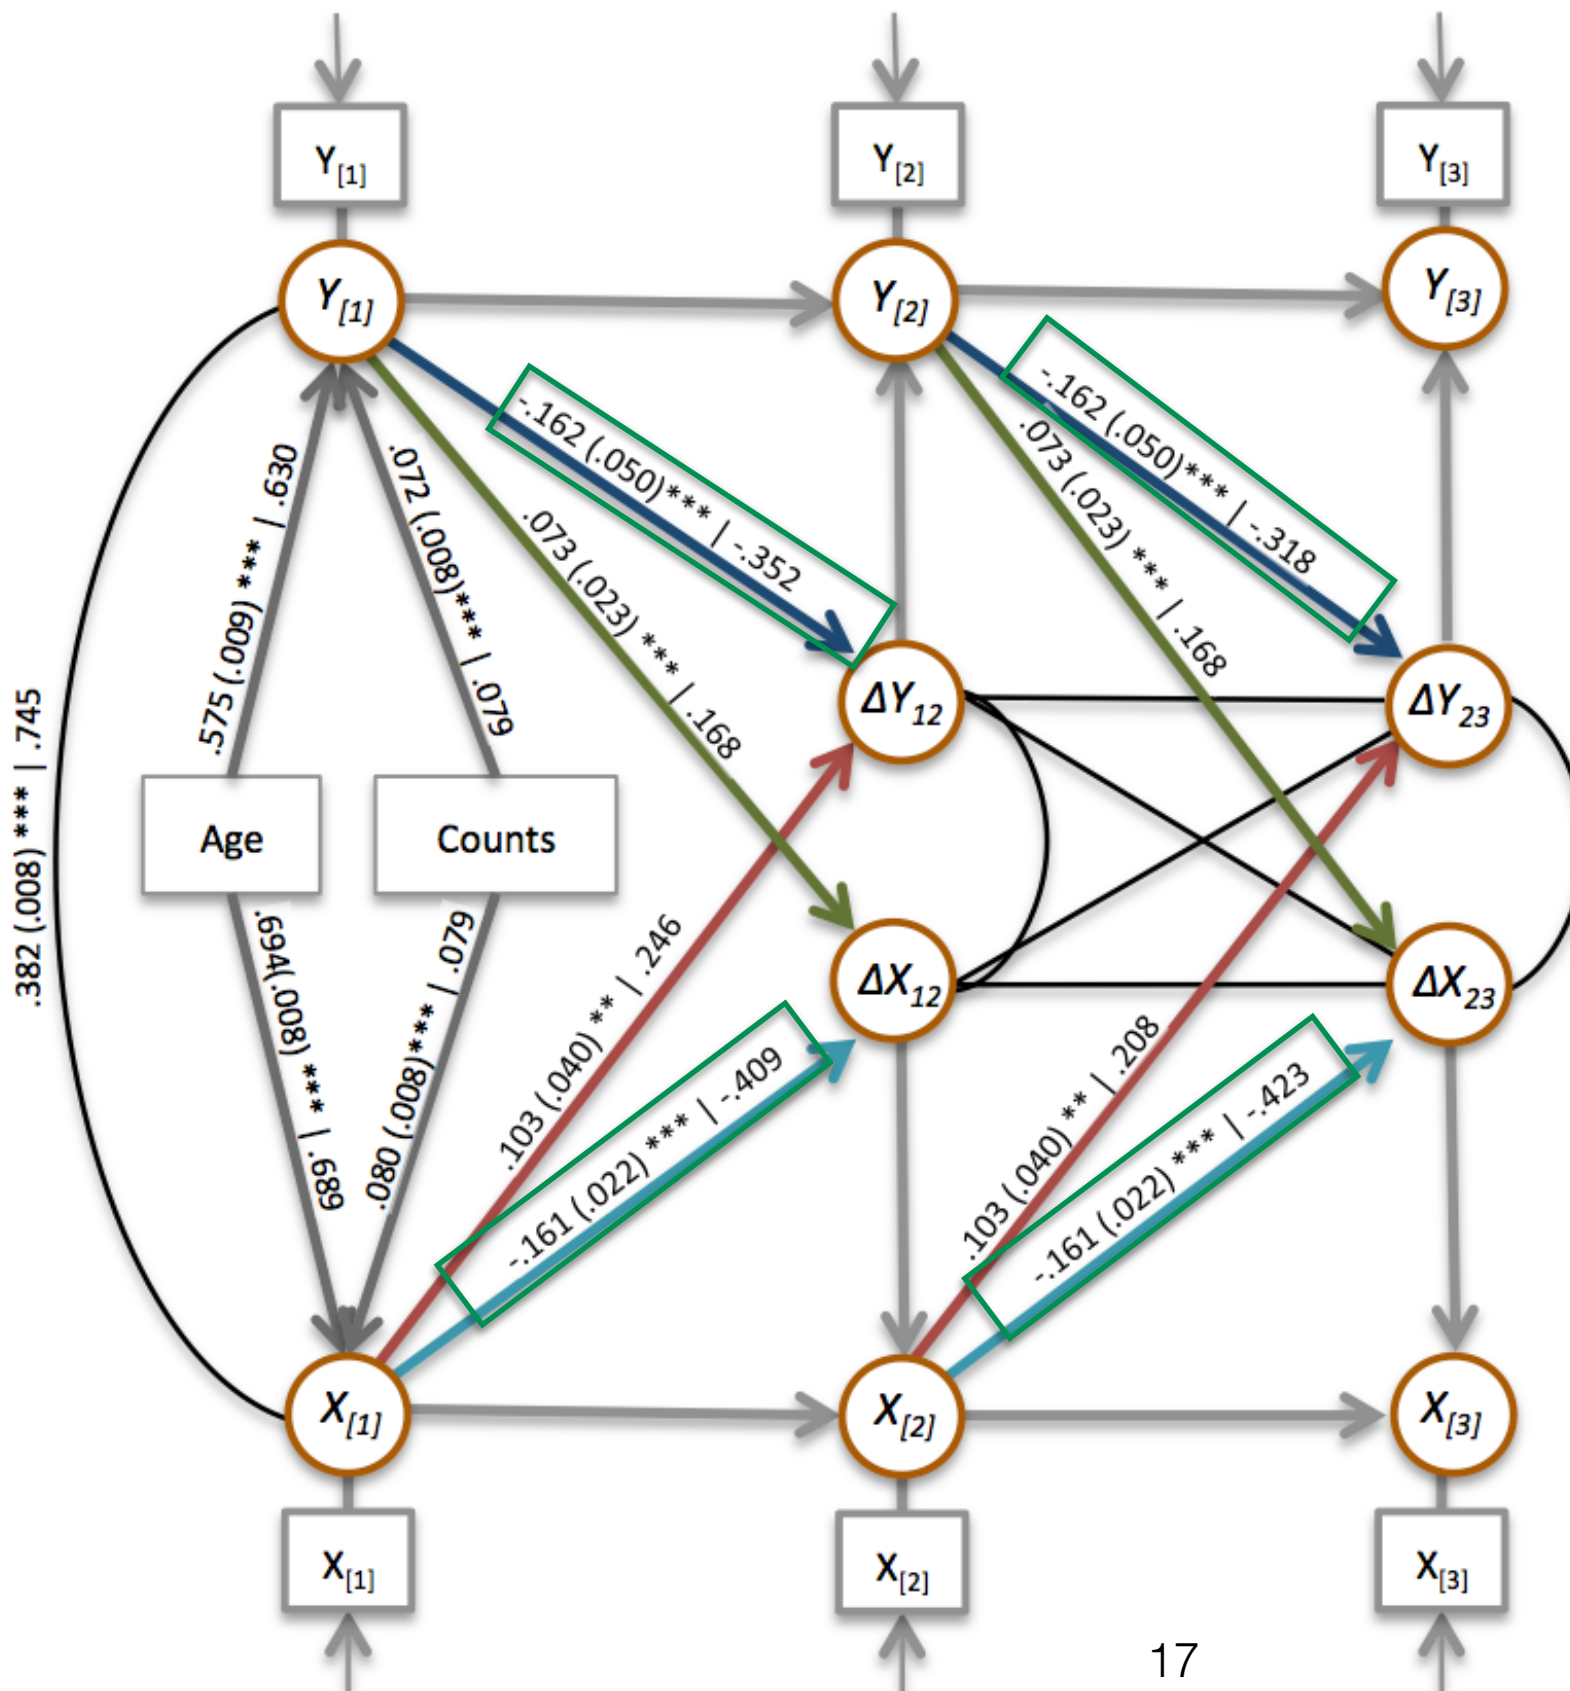 Y[1]
Y[2]
Y[3]
Y[1]
Y[2]
Y[3]
-.162 (.050)*** | -.352
-.162 (.050)*** | -.318
.073 (.023) *** | .168
.073 (.023) *** | .168
.575 (.009) *** | .630
.072 (.008)*** | .079
.382 (.008) *** | .745
ΔY12
ΔY23
Age
Counts
ΔX12
ΔX23
.694(.008) *** | .689
.080 (.008)*** | .079
.103 (.040) ** | .246
.103 (.040) ** | .208
-.161 (.022) *** | -.409
-.161 (.022) *** | -.423
X[1]
X[2]
X[3]
X[1]
X[2]
X[3]
17